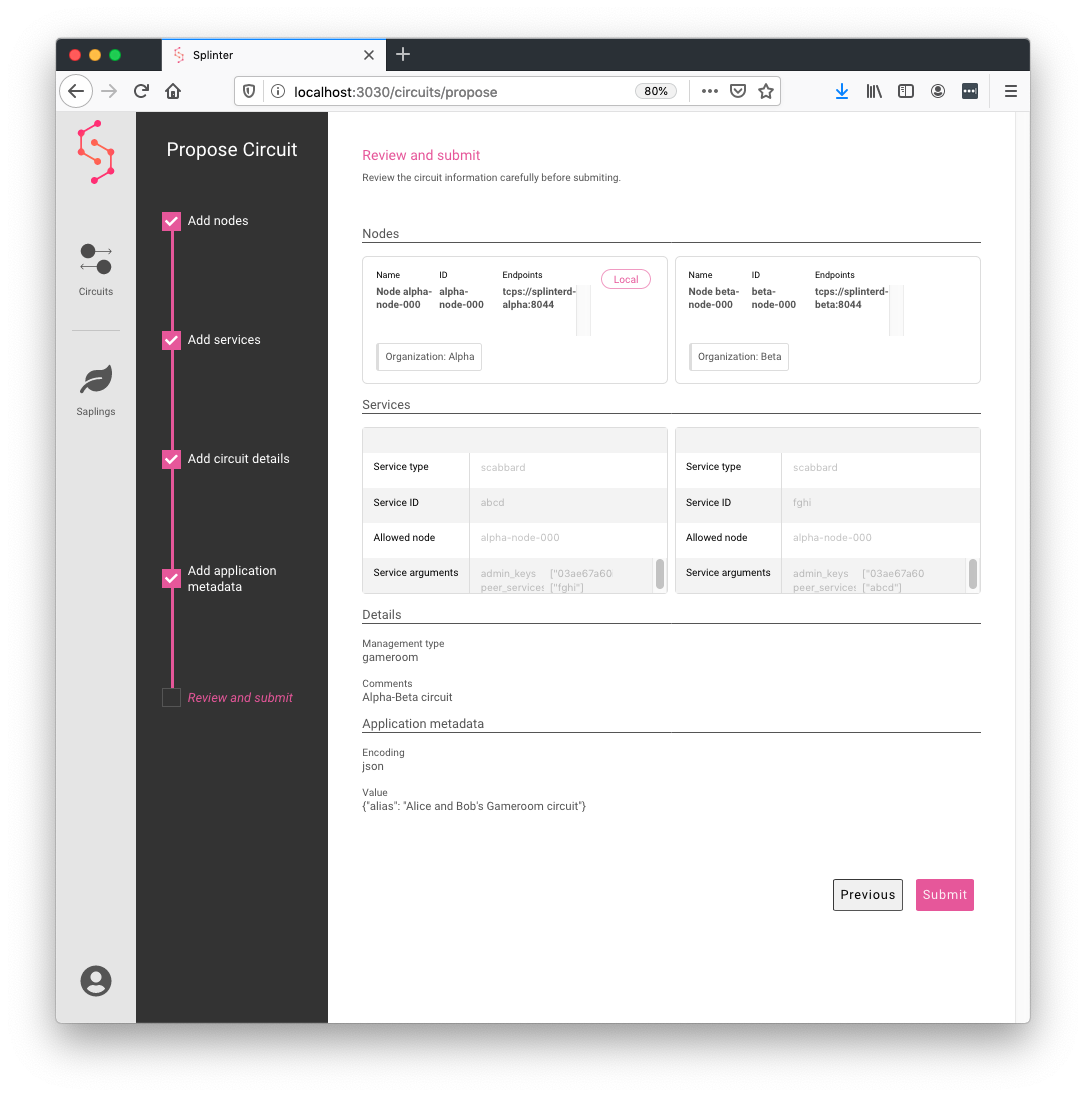 Splinter
localhost:3030/circuits/propose
80%
Propose Circuit
Add nodes
Add services
Add circuit details
Add application
metadata
Review and submit
Circuits
Saplings
Review and submit
Review the circuit information carefully before submiting.
Nodes
Name ID Endpoints Local
Node alpha- alpha- tcps://splinterd-
node-000 node-000 alpha:8044
Organization: Alpha
Name ID Endpoints
Node beta- beta- tcps://splinterd-
node-000 node-000 beta:8044
Organization: Beta
Services
Service type scabbard
Service ID abcd
Allowed node alpha-node-000
Service arguments admin_keys ["03ae67a60
peer_services ["fghi"]
Service type scabbard
Service ID fghi
Allowed node alpha-node-000
Service arguments admin_keys ["03ae67a60
peer_services ["abcd"]
Details
Management type
gameroom
Comments
Alpha-Beta circuit
Application metadata
Encoding
json
Value
{"alias": "Alice and Bob's Gameroom circuit"}
Previous Submit